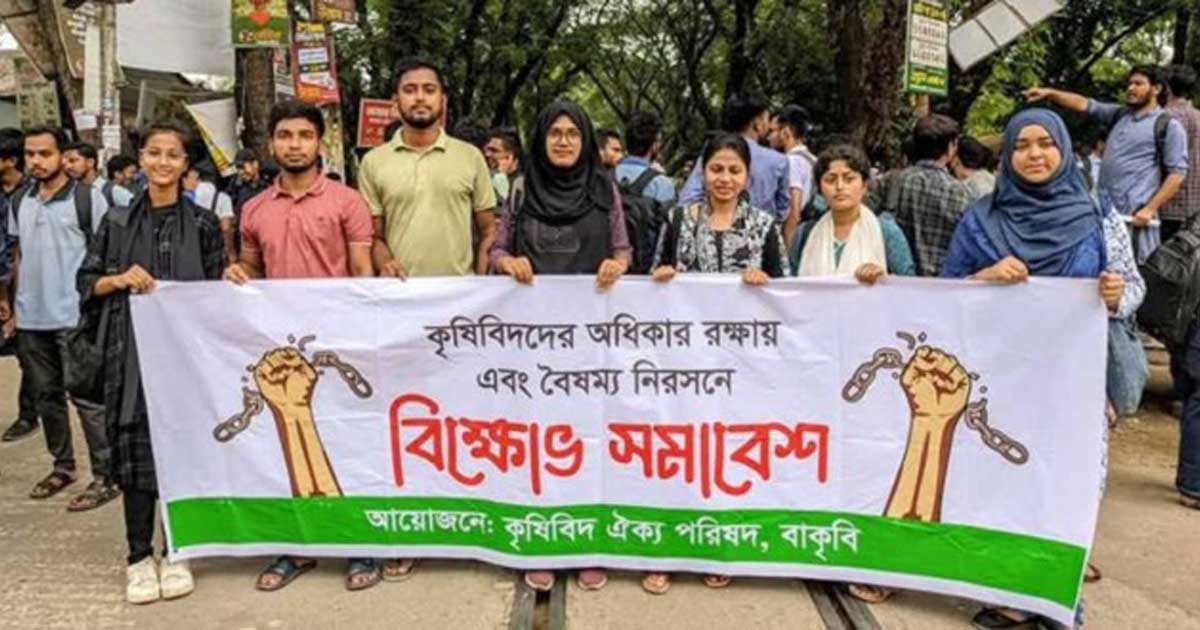 কৃষিবিদদের অধিকার রক্ষায়
এবং বৈষম্য নিরসনে
বিক্ষোভ সমাবেশ
আয়োজনে: কৃষিবিদ ঐক্য পরিষদ, বাকৃবি